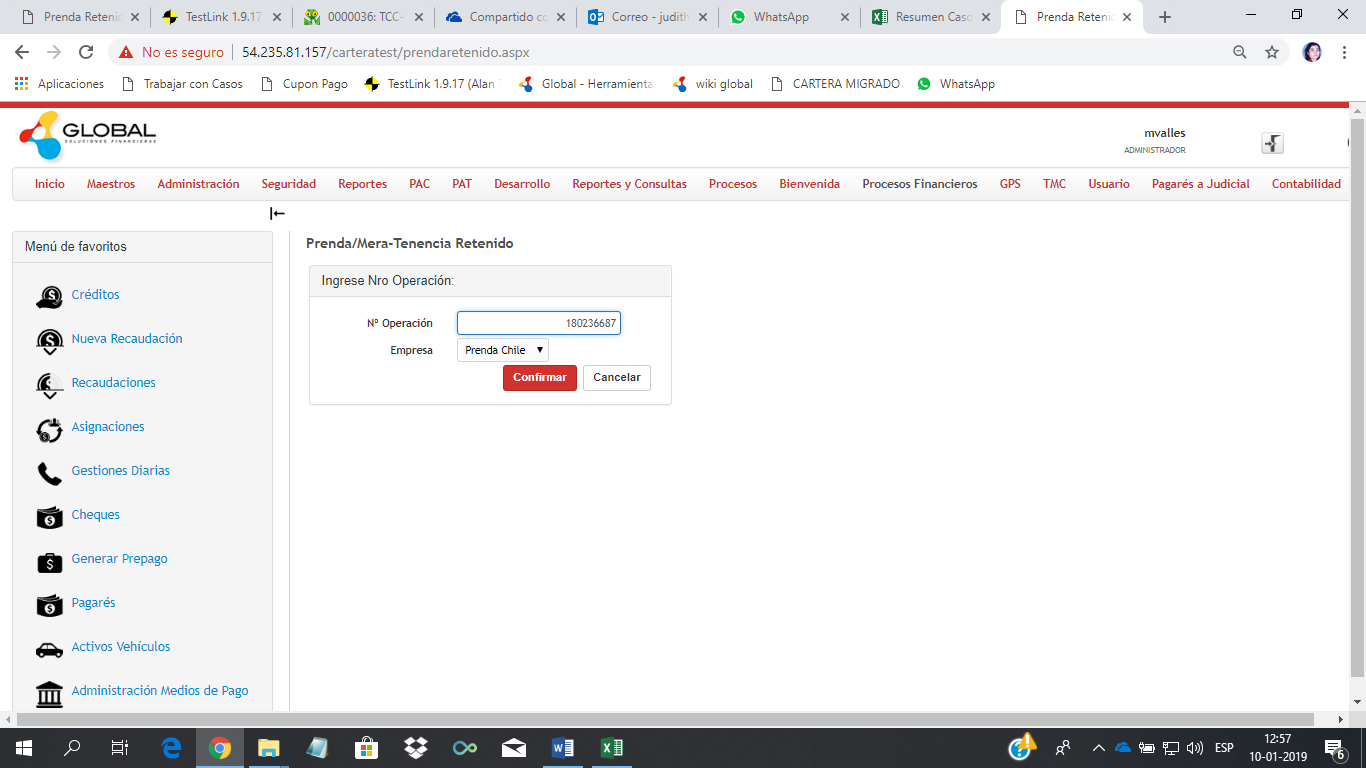 Prenda Reteni
TestLink 1.9.17
0000036: TCC-
Compartido co
Correo - judith
WhatsApp
Resumen Caso
Prenda Reteni
No es seguro
54.235.81.157/carteratest/prendaretenido.aspx
Aplicaciones
Trabajar con Casos
Cupon Pago
TestLink 1.9.17 (Alan
Global - Herramienta
wiki global
CARTERA MIGRADO
WhatsApp
GLOBAL
SOLUCIONES FINANCIERAS
mvalles
ADMINISTRADOR
Inicio Maestros Administración Seguridad Reportes PAC PAT Desarrollo Reportes y Consultas Procesos Bienvenida Procesos Financieros GPS TMC Usuario Pagarés a Judicial Contabilidad
Menú de favoritos
Créditos
Nueva Recaudación
Recaudaciones
Asignaciones
Gestiones Diarias
Cheques
Generar Prepago
Pagarés
Activos Vehículos
Administración Medios de Pago
Prenda/Mera-Tenencia Retenido
Ingrese Nro Operación:
Nº Operación 180236687
Empresa Prenda Chile
Confirmar Cancelar
ESP
12:57
10-01-2019
6